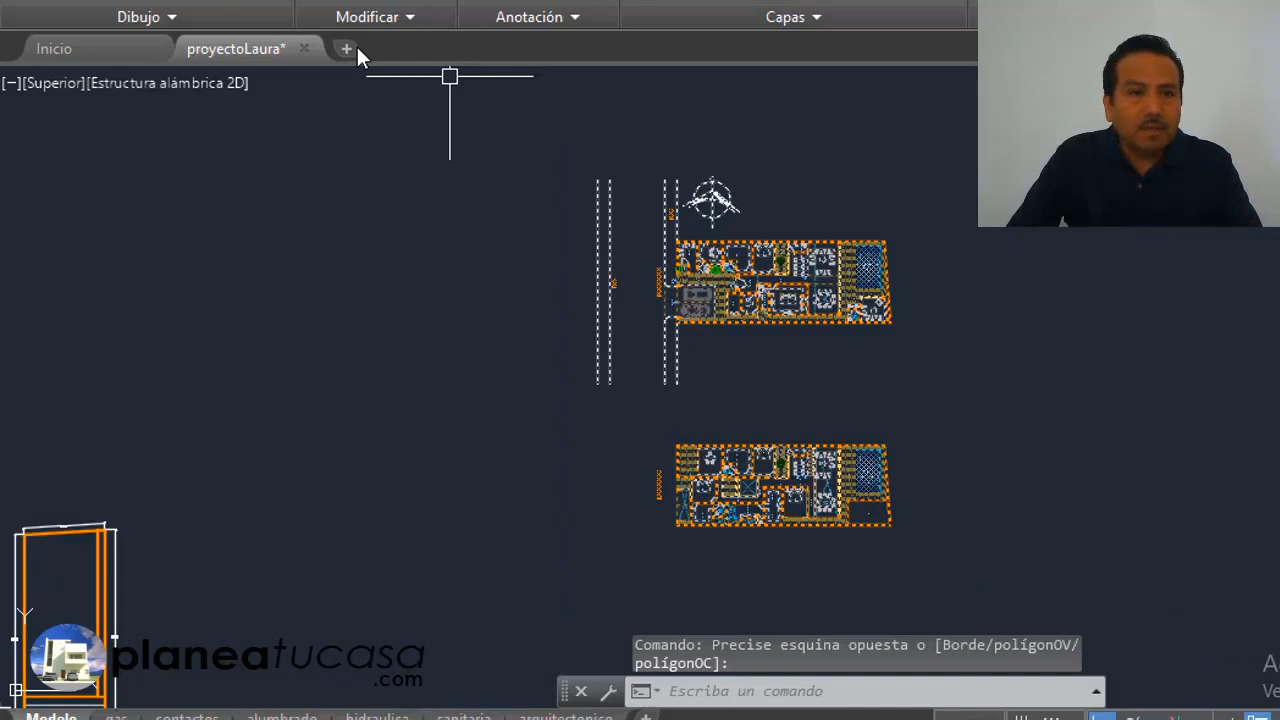 Dibujo
Modificar
Anotación
Capas
Inicio
proyectoLaura*
[−][Superior][Estructura alámbrica 2D]
planeatucasa
.com
Comando: Precise esquina opuesta o [Borde/polígonOV/
polígonOC]:
Escriba un comando
Modelo
gas
contactos
alumbrado
hidraulica
sanitaria
arquitectonico